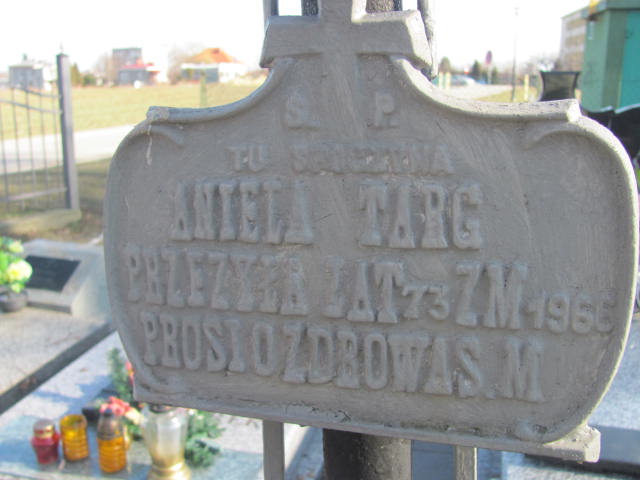 Ś. P.
TU SPOCZYWA
ANIELA TARG
PRZEZYŁA LAT 73 ZM 1966
PROSI O ZDROWAS. M